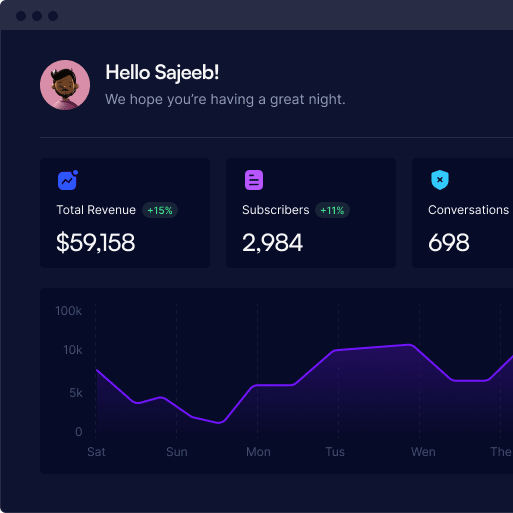 Hello Sajeeb!
We hope you're having a great night.
Total Revenue +15%
$59,158
Subscribers +11%
2,984
Conversations
698
100k
10k
5k
0
Sat Sun Mon Tus Wen The